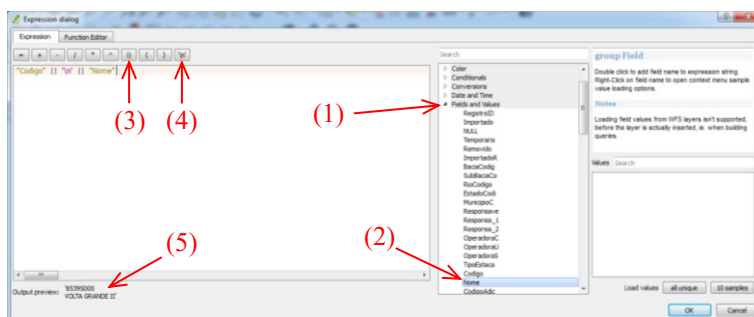 Expression dialog
Expression Function Editor
= + - / * ^ || ( ) '\n'
"Codigo" || '\n' || "Nome"
(3) (4)
(5)
Output preview: '85395000
VOLTA GRANDE II'
(1)
(2)
Search
Color
Conditionals
Conversions
Date and Time
Fields and Values
RegistroID
Importado
NULL
Temporario
Removido
ImportadoR
BaciaCodig
SubBaciaCo
RioCodigo
EstadoCodi
MunicipioC
Responsave
Responsa_1
Responsa_2
OperadoraC
OperadoraU
OperadoraS
TipoEstaca
Codigo
Nome
CodigoAdic
group Field
Double click to add field name to expression string.
Right-Click on field name to open context menu sample
value loading options.
Notes
Loading field values from WFS layers isn't supported,
before the layer is actually inserted, ie. when building
queries.
Values Search
Load values all unique 10 samples
OK Cancel